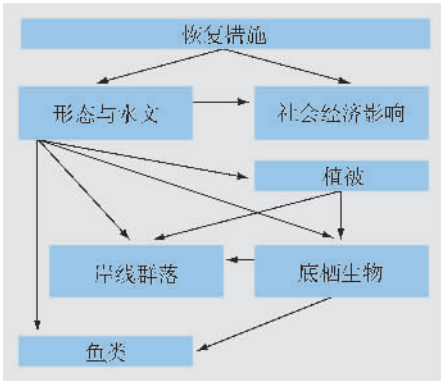 恢复措施
形态与水文
社会经济影响
植被
岸线群落
底栖生物
鱼类